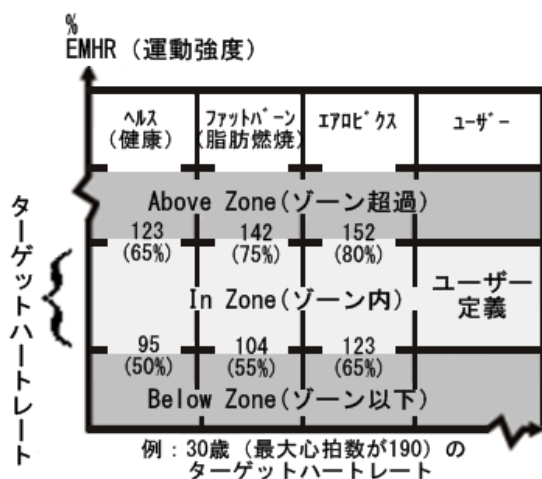 %
EMHR (運動強度)
ヘルス
(健康)
ファットバーン
(脂肪燃焼)
エアロビクス
ユーザー
Above Zone(ゾーン超過)
123
(65%)
142
(75%)
152
(80%)
ターゲットハートレート
In Zone(ゾーン内)
ユーザー
定義
95
(50%)
104
(55%)
123
(65%)
Below Zone(ゾーン以下)
例:30歳(最大心拍数が190)の
ターゲットハートレート